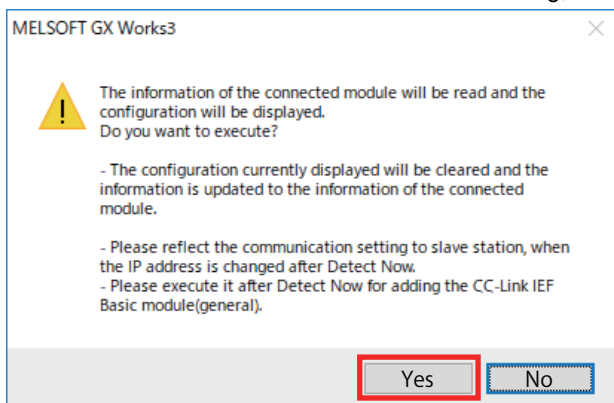 MELSOFT GX Works3
The information of the connected module will be read and the
configuration will be displayed.
Do you want to execute?
- The configuration currently displayed will be cleared and the
information is updated to the information of the connected
module.
- Please reflect the communication setting to slave station, when
the IP address is changed after Detect Now.
- Please execute it after Detect Now for adding the CC-Link IEF
Basic module(general).
Yes
No